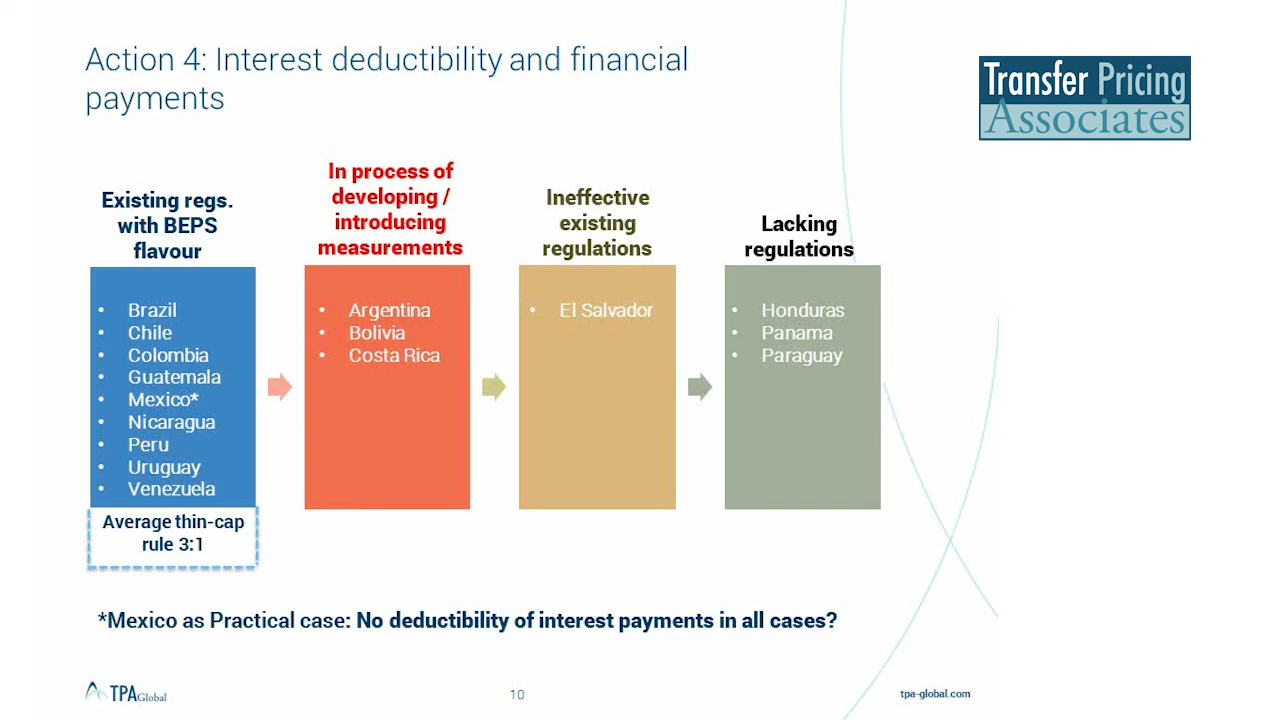 Action 4: Interest deductibility and financial
payments
Transfer Pricing
Associates
Existing regs.
with BEPS
flavour
• Brazil
• Chile
• Colombia
• Guatemala
• Mexico*
• Nicaragua
• Peru
• Uruguay
• Venezuela
Average thin-cap
rule 3:1
In process of
developing /
introducing
measurements
• Argentina
• Bolivia
• Costa Rica
Ineffective
existing
regulations
• El Salvador
Lacking
regulations
• Honduras
• Panama
• Paraguay
*Mexico as Practical case: No deductibility of interest payments in all cases?
TPA Global
10
tpa-global.com